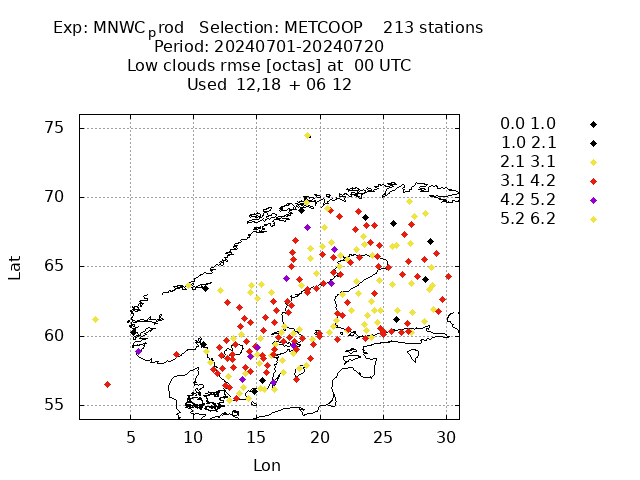 Exp: MNWC_prod   Selection: METCOOP    213 stations
Period: 20240701-20240720
Low clouds rmse [octas] at  00 UTC
Used  12,18 + 06 12
0.0 1.0
1.0 2.1
2.1 3.1
3.1 4.2
4.2 5.2
5.2 6.2
75
70
65
60
55
Lat
5 10 15 20 25 30
Lon